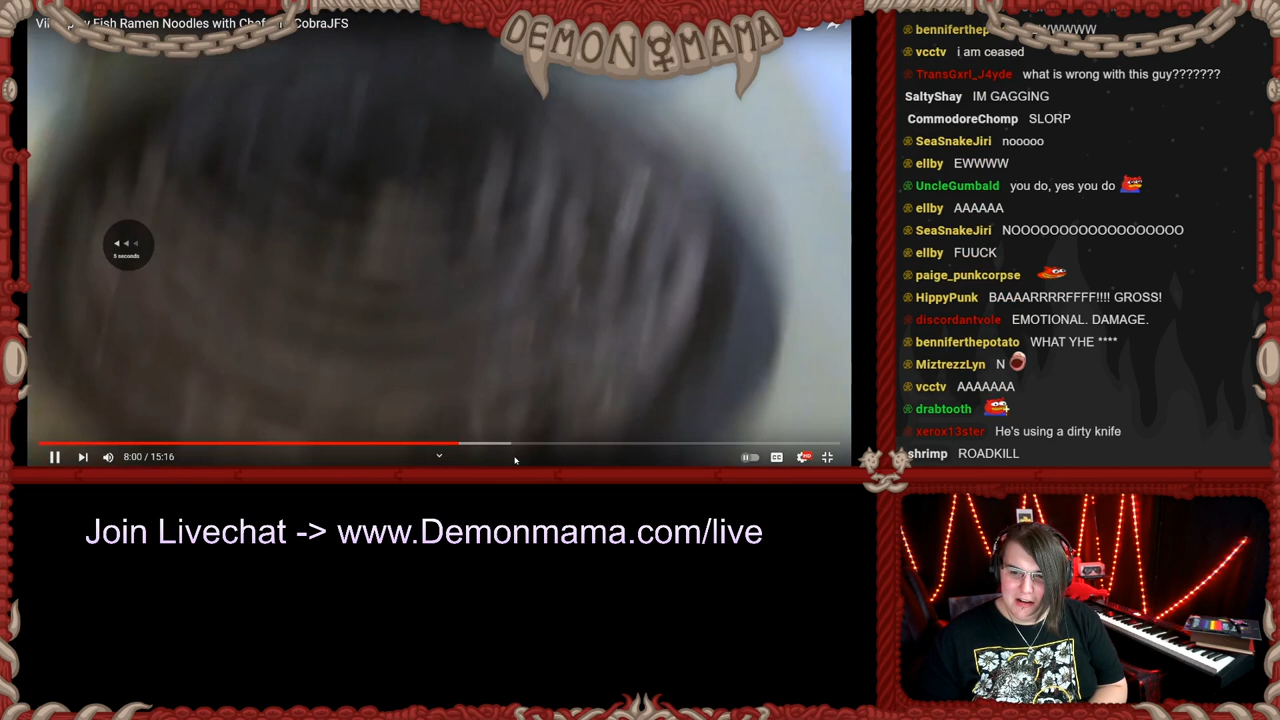 Fish Ramen Noodles with Chef
CobraJFS
DEMON MAMA
5 seconds
8:00 / 15:16
Join Livechat -> www.Demonmama.com/live
vcctv i am ceased
TransGxrl_J4yde what is wrong with this guy???????
SaltyShay IM GAGGING
CommodoreChomp SLORP
SeaSnakeJiri nooooo
ellby EWWWW
UncleGumbald you do, yes you do
ellby AAAAAA
SeaSnakeJiri NOOOOOOOOOOOOOOOOOO
ellby FUUCK
paige_punkcorpse
HippyPunk BAAAARRRRFFFF!!!! GROSS!
discordantvole EMOTIONAL. DAMAGE.
benniferthepotato WHAT YHE ****
MiztrezzLyn N
vcctv AAAAAAA
drabtooth
xerox13ster He's using a dirty knife
shrimp ROADKILL